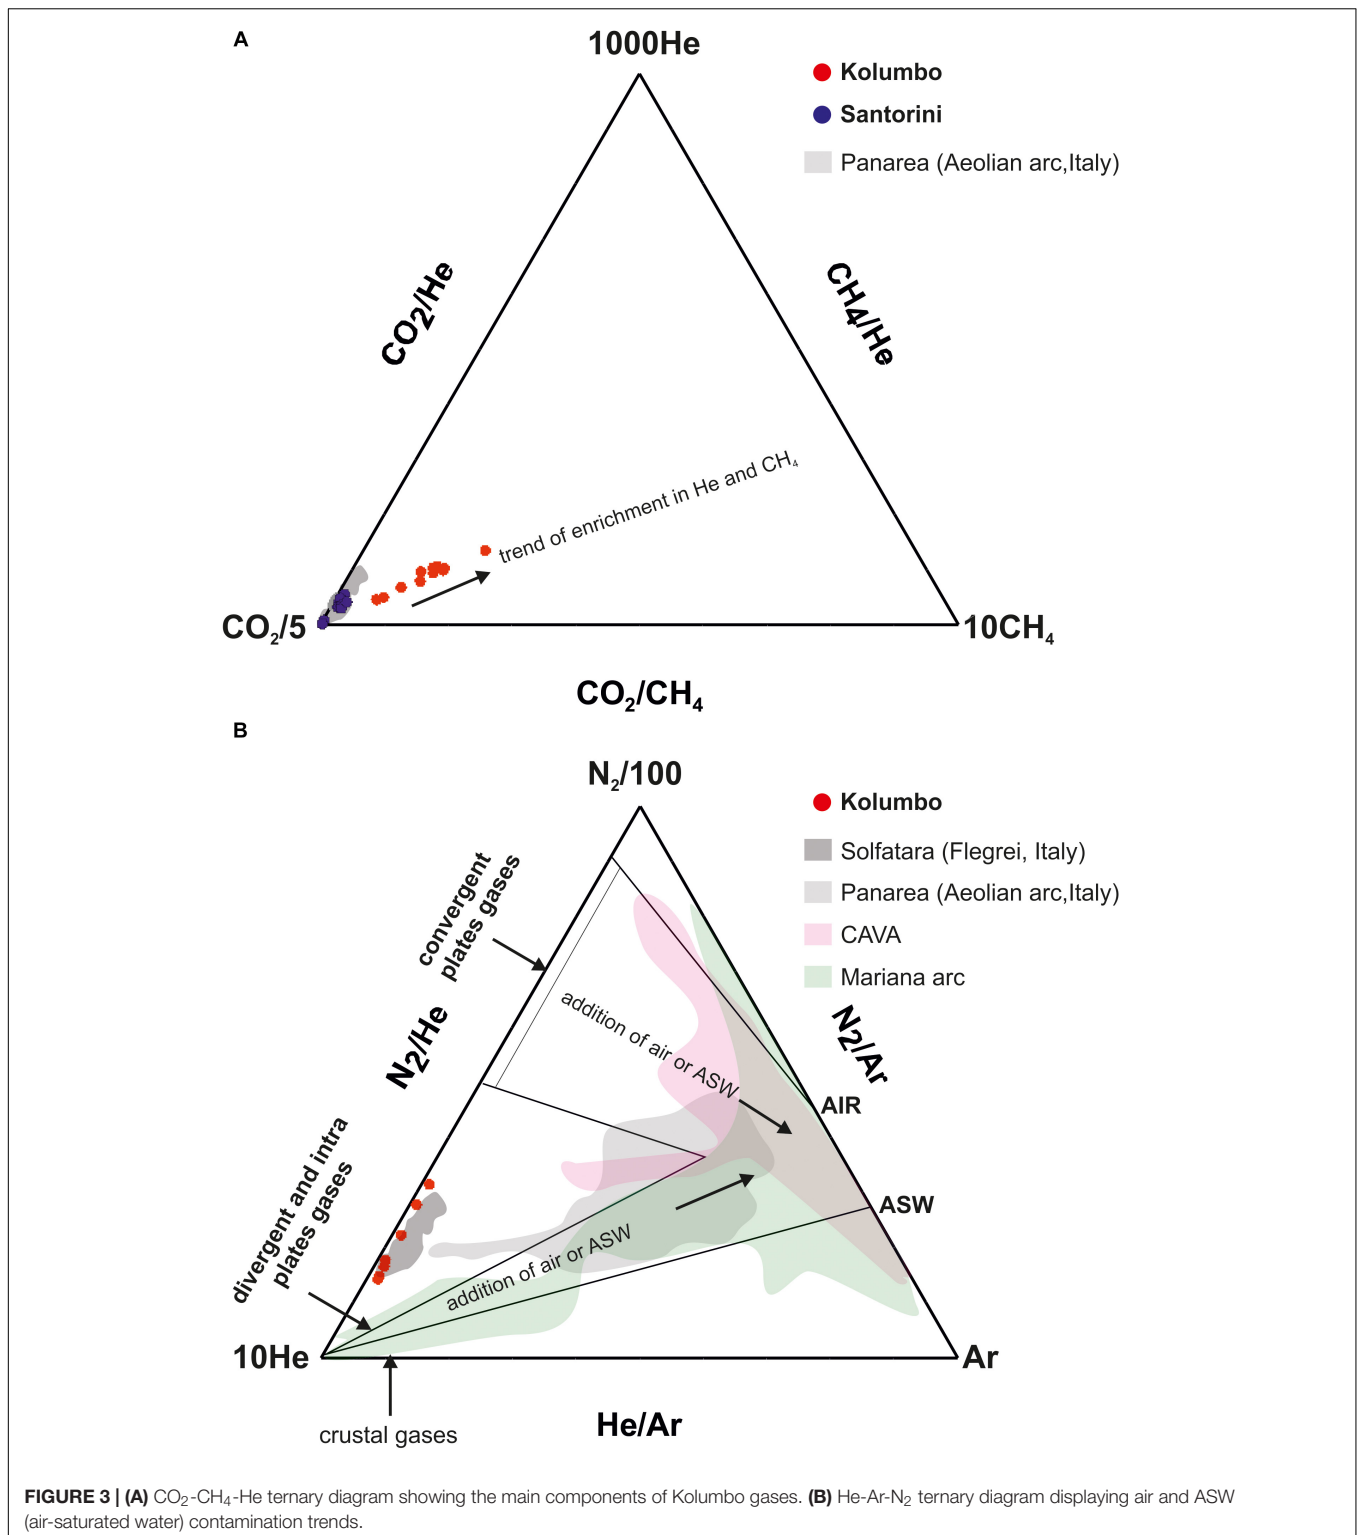 A
1000He
Kolumbo
Santorini
Panarea (Aeolian arc,Italy)
CO2/He
CH4/He
trend of enrichment in He and CH₄
CO₂/5
10CH₄
CO₂/CH₄
B
N₂/100
Kolumbo
Solfatara (Flegrei, Italy)
Panarea (Aeolian arc,Italy)
CAVA
Mariana arc
convergent
plates gases
N2/He
N2/Ar
addition of air or ASW
AIR
divergent and intra
plates gases
ASW
addition of air or ASW
10He
Ar
He/Ar
crustal gases
FIGURE 3 | (A) CO₂-CH₄-He ternary diagram showing the main components of Kolumbo gases. (B) He-Ar-N₂ ternary diagram displaying air and ASW
(air-saturated water) contamination trends.